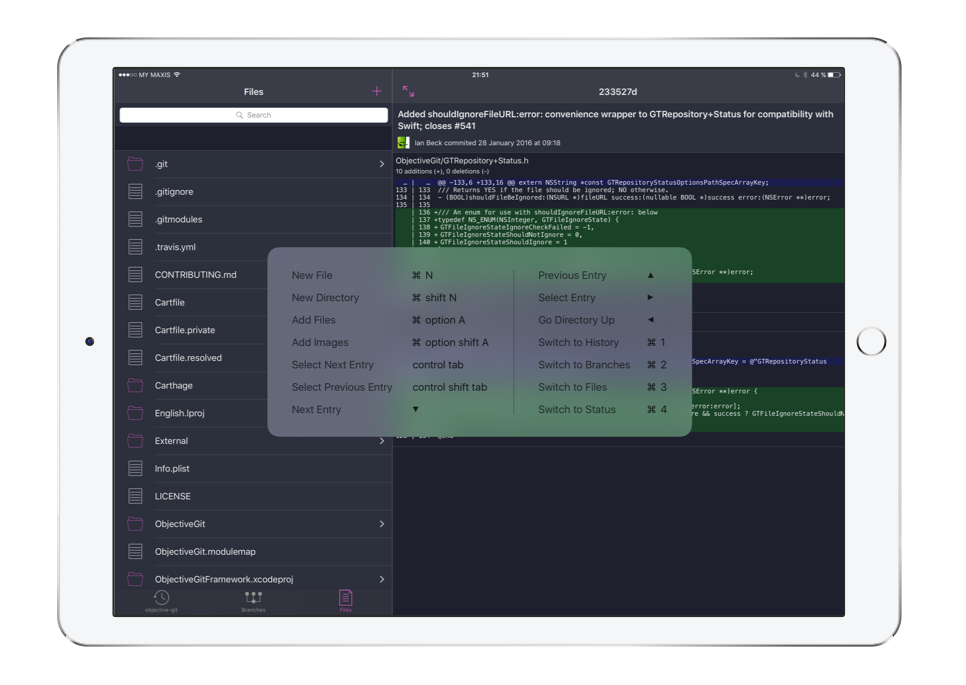 MY MAXIS
21:51
44 %
Files
233527d
Search
.git
.gitignore
.gitmodules
.travis.yml
CONTRIBUTING.md
Cartfile
Cartfile.private
Cartfile.resolved
Carthage
English.lproj
External
Info.plist
LICENSE
ObjectiveGit
ObjectiveGit.modulemap
ObjectiveGitFramework.xcodeproj
objective-git
Branches
Files
Added shouldIgnoreFileURL:error: convenience wrapper to GTRepository+Status for compatibility with
Swift; closes #541
Ian Beck commited 28 January 2016 at 09:18
ObjectiveGit/GTRepository+Status.h
10 additions (+), 0 deletions (-)
… | … @@ -133,6 +133,16 @@ extern NSString *const GTRepositoryStatusOptionsPathSpecArrayKey;
133 | 133 /// Returns YES if the file should be ignored; NO otherwise.
134 | 134 - (BOOL)shouldFileBeIgnored:(NSURL *)fileURL success:(nullable BOOL *)success error:(NSError **)error;
135 | 135
| 136 +/// An enum for use with shouldIgnoreFileURL:error: below
| 137 +typedef NS_ENUM(NSInteger, GTFileIgnoreState) {
| 138 + GTFileIgnoreStateIgnoreCheckFailed = -1,
| 139 + GTFileIgnoreStateShouldNotIgnore = 0,
| 140 + GTFileIgnoreStateShouldIgnore = 1
SError **)error;
SpecArrayKey = @"GTRepositoryStatus
SError **)error {
error:error];
re && success ? GTFileIgnoreStateShouldN
New File ⌘ N
New Directory ⌘ shift N
Add Files ⌘ option A
Add Images ⌘ option shift A
Select Next Entry control tab
Select Previous Entry control shift tab
Next Entry ▼
Previous Entry ▲
Select Entry ►
Go Directory Up ◄
Switch to History ⌘ 1
Switch to Branches ⌘ 2
Switch to Files ⌘ 3
Switch to Status ⌘ 4